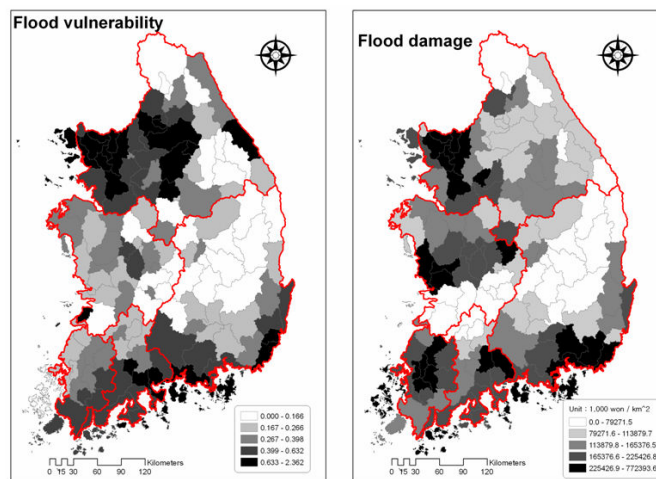 Flood vulnerability
0.000 - 0.166
0.167 - 0.266
0.267 - 0.398
0.399 - 0.632
0.633 - 2.362
Kilometers
0 15 30 60 90 120
Flood damage
Unit : 1,000 won / km^2
0.0 - 79271.5
79271.6 - 113879.7
113879.8 - 165376.5
165376.6 - 225426.8
225426.9 - 772393.6
Kilometers
0 15 30 60 90 120